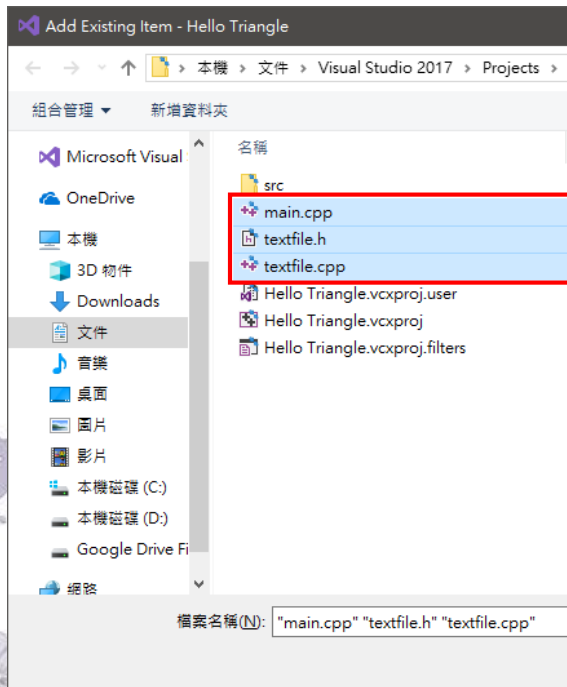 Add Existing Item - Hello Triangle
本機 › 文件 › Visual Studio 2017 › Projects ›
組合管理 新增資料夾
名稱
Microsoft Visual
OneDrive
本機
3D 物件
Downloads
文件
音樂
桌面
圖片
影片
本機磁碟 (C:)
本機磁碟 (D:)
Google Drive Fi
網路
src
main.cpp
textfile.h
textfile.cpp
Hello Triangle.vcxproj.user
Hello Triangle.vcxproj
Hello Triangle.vcxproj.filters
檔案名稱(N): "main.cpp" "textfile.h" "textfile.cpp"